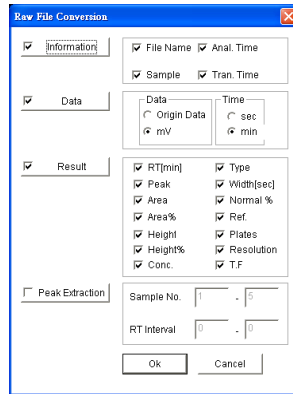 Raw File Conversion
Information
File Name Anal. Time
Sample Tran. Time
Data
Data Time
Origin Data sec
mV min
Result
RT[min] Type
Peak Width[sec]
Area Normal %
Area% Ref.
Height Plates
Height% Resolution
Conc. T.F
Peak Extraction
Sample No. 1 - 5
RT Interval 0 - 0
Ok Cancel